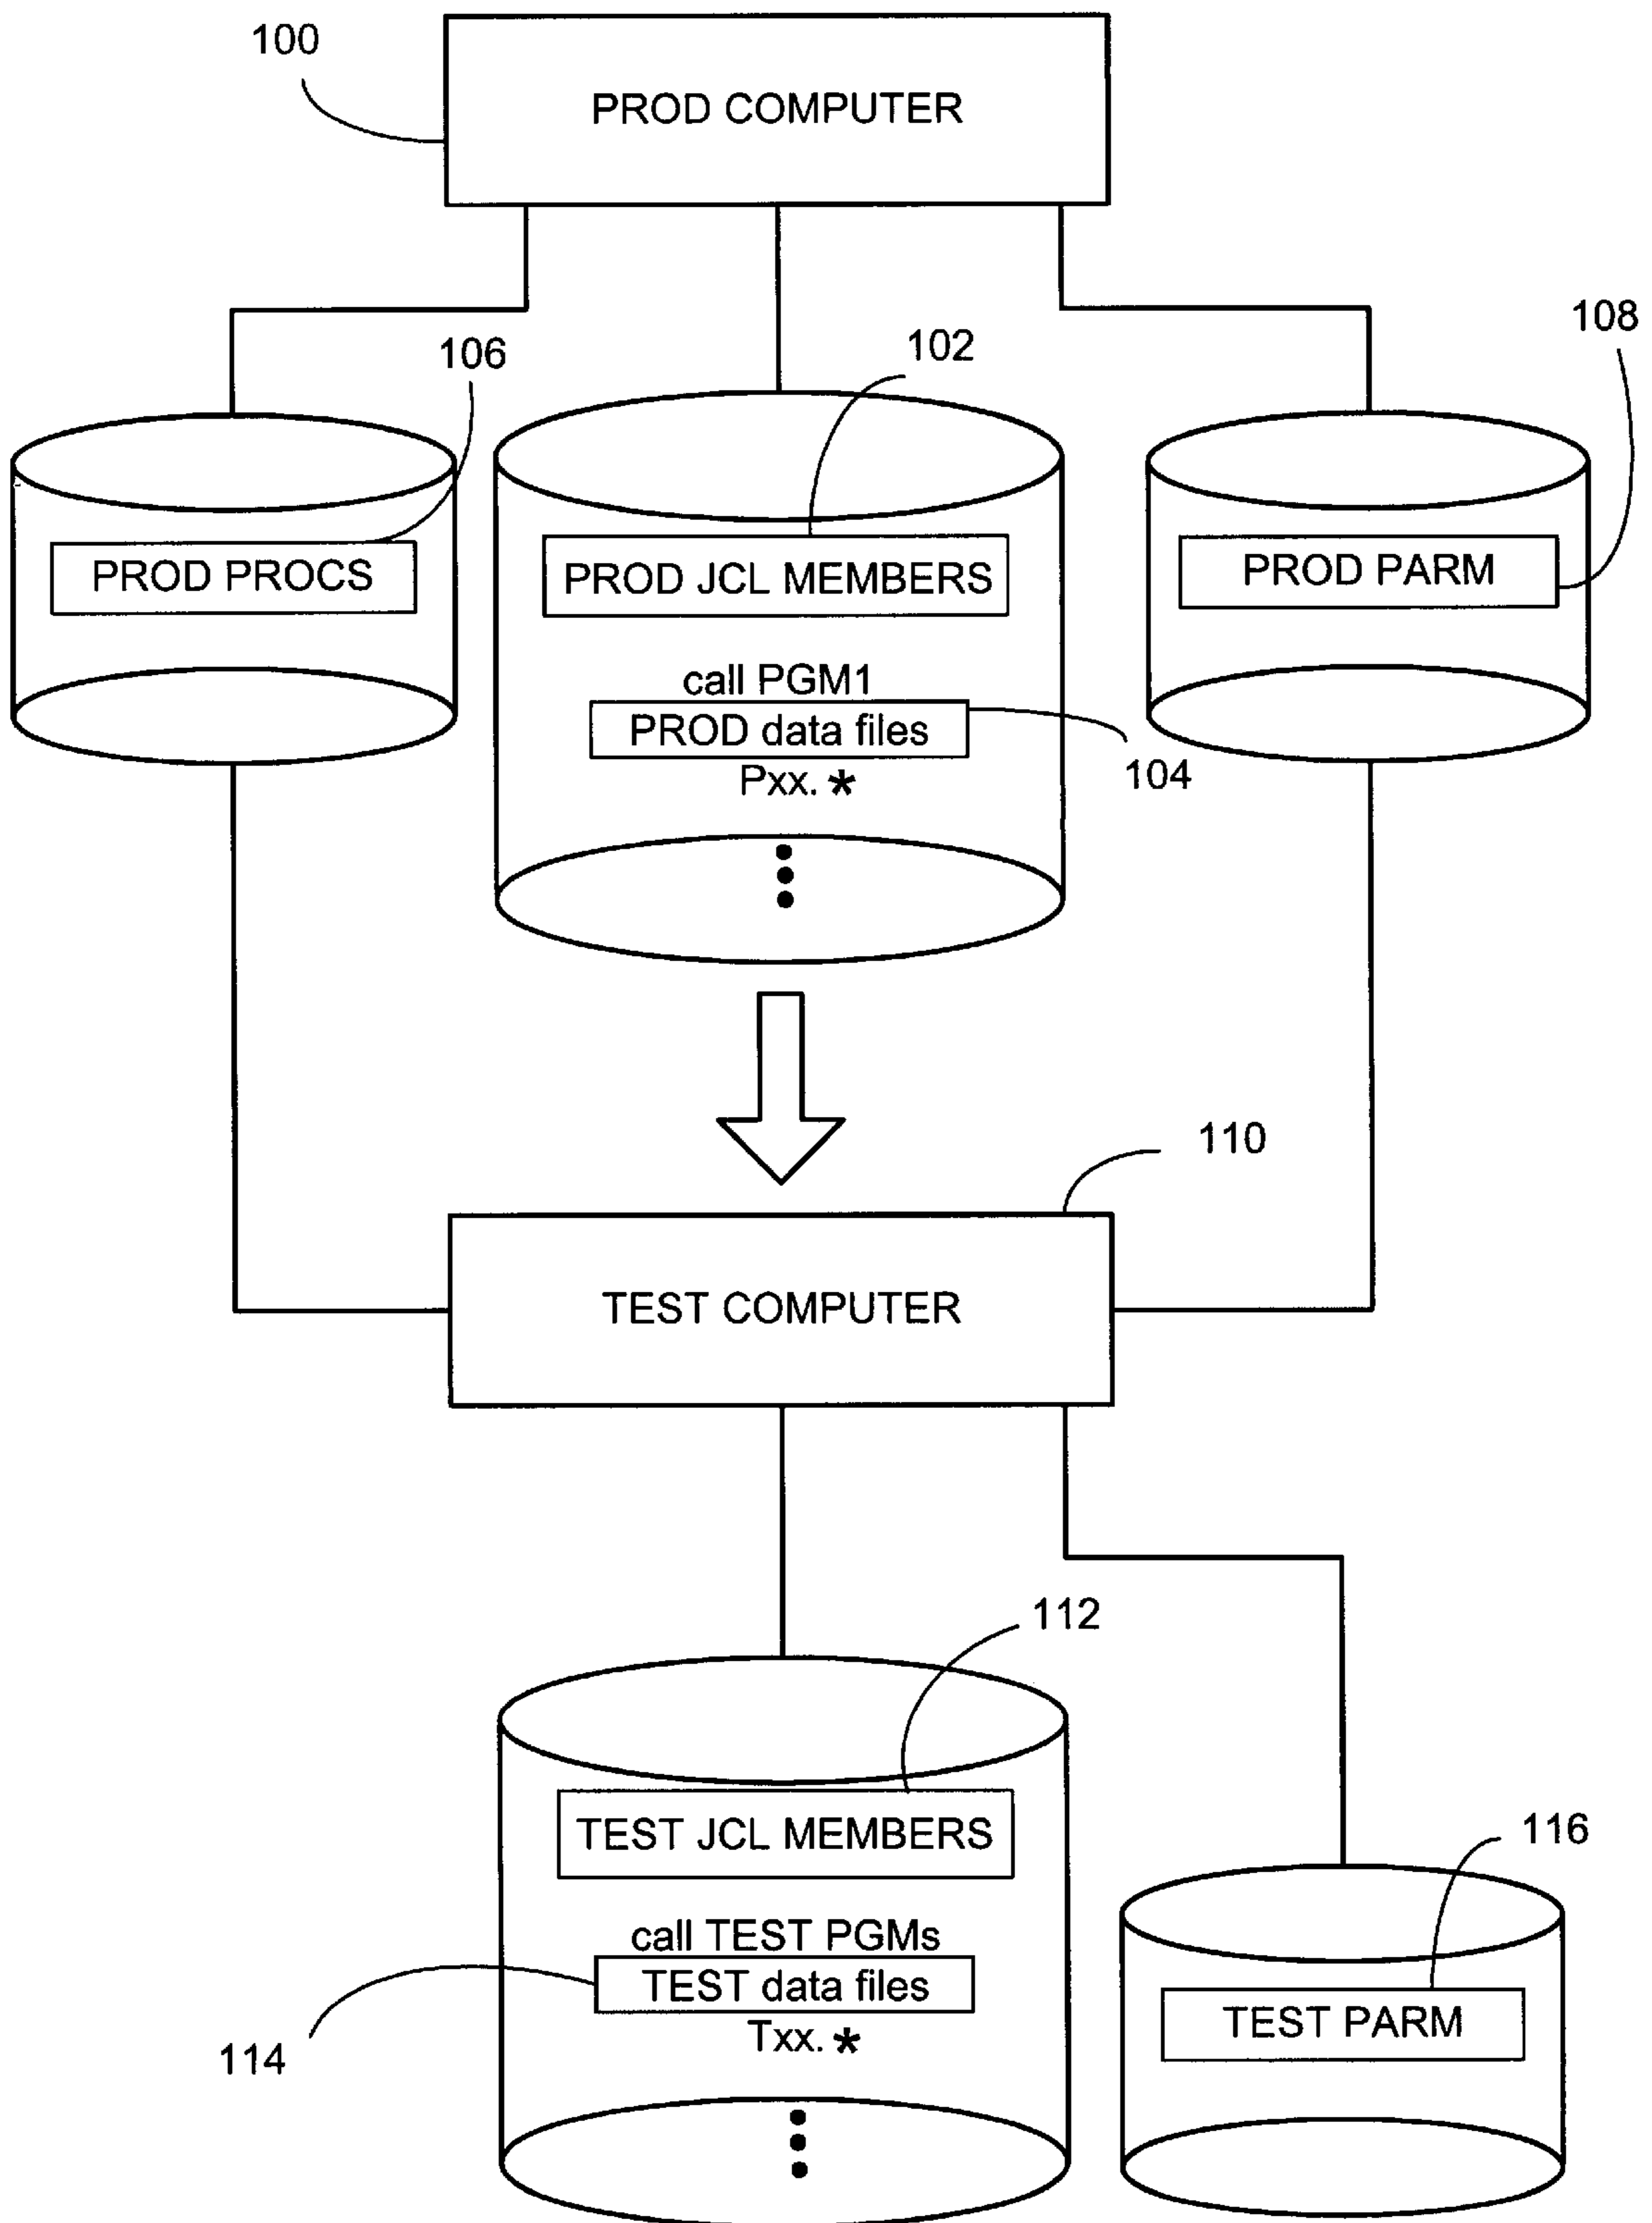 100
PROD COMPUTER
108
106
102
PROD PROCS
PROD JCL MEMBERS
PROD PARM
call PGM1
PROD data files
104
Pxx. *
110
TEST COMPUTER
112
TEST JCL MEMBERS
116
call TEST PGMs
TEST data files
TEST PARM
Txx. *
114